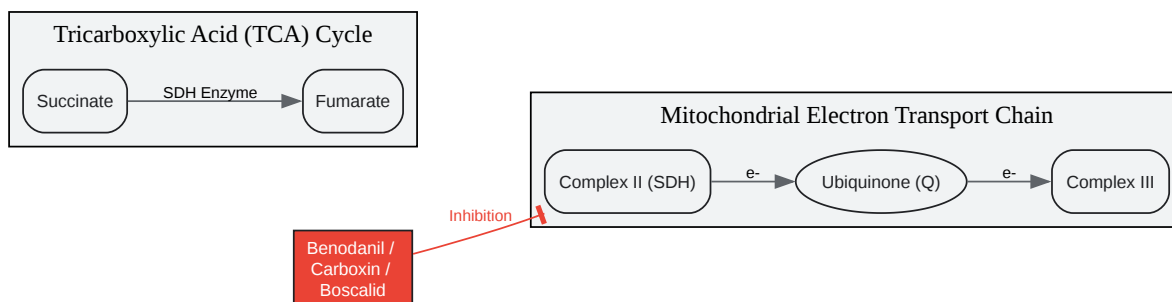 Tricarboxylic Acid (TCA) Cycle
Succinate
SDH Enzyme
Fumarate
Mitochondrial Electron Transport Chain
Complex II (SDH)
e-
Ubiquinone (Q)
e-
Complex III
Inhibition
Benodanil /
Carboxin /
Boscalid